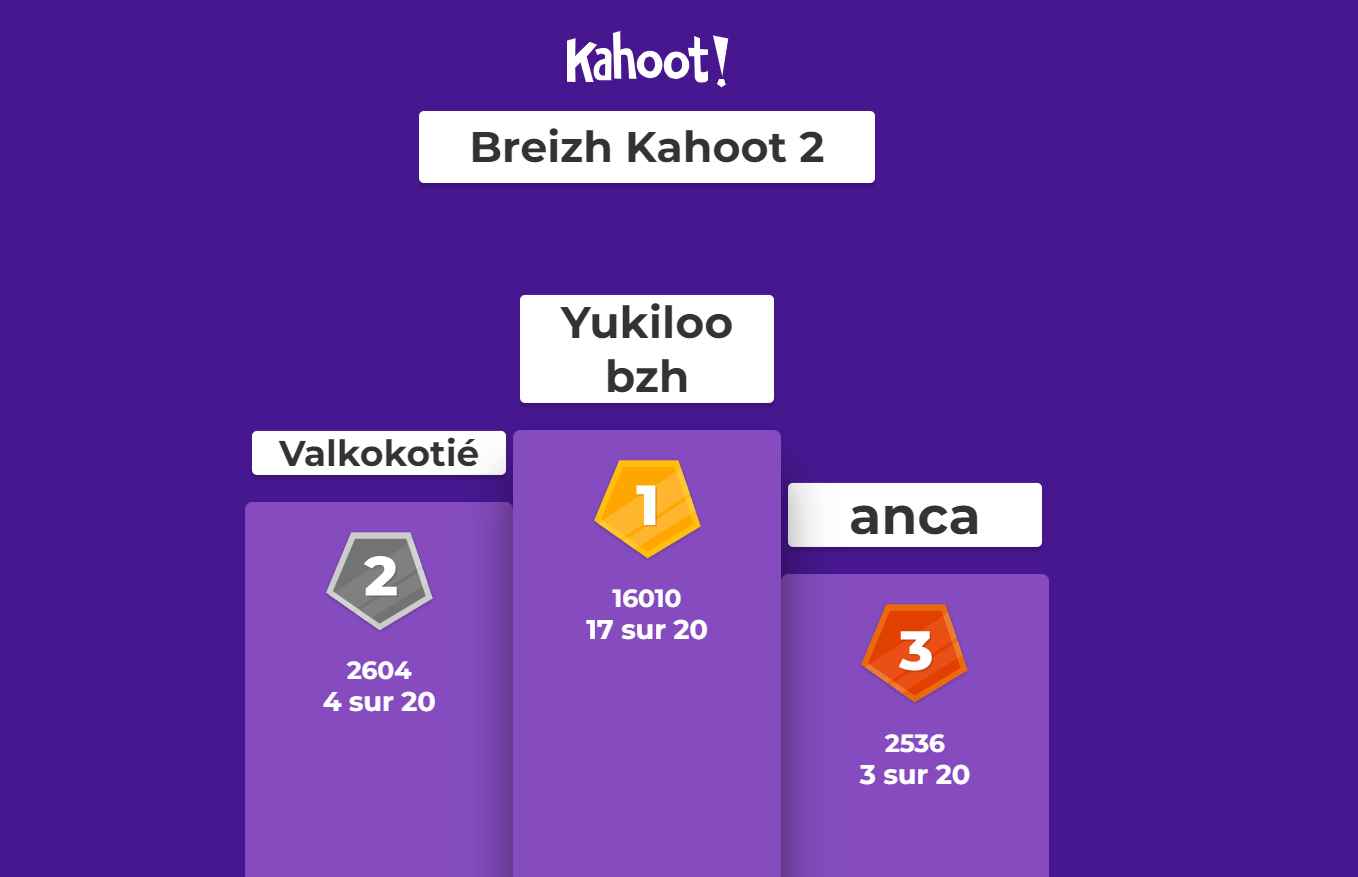 Kahoot!
Breizh Kahoot 2
Yukiloo
bzh
Valkokotié
anca
1
16010
17 sur 20
2
2604
4 sur 20
3
2536
3 sur 20